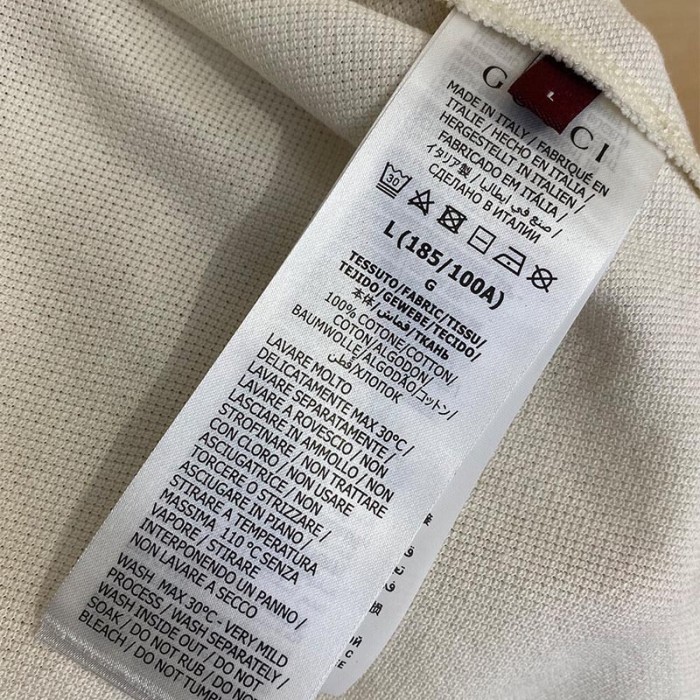 GUCCI
L
MADE IN ITALY / FABRIQUÉ EN
ITALIE / HECHO EN ITALIA /
HERGESTELLT IN ITALIEN /
FABRICADO EM ITÁLIA /
イタリア製 / صنع في ايطاليا /
СДЕЛАНО В ИТАЛИИ
30
L (185/100A)
G
TESSUTO/FABRIC/TISSU/
TEJIDO/GEWEBE/TECIDO/
本体/قماش/ТКАНЬ
100% COTONE/COTTON/
COTON/ALGODON/
BAUMWOLLE/ALGODÃO/コットン/
قطن/ХЛОПОК
LAVARE MOLTO
DELICATAMENTE MAX 30°C/
LAVARE SEPARATAMENTE /
LAVARE A ROVESCIO / NON
LASCIARE IN AMMOLLO / NON
STROFINARE / NON TRATTARE
CON CLORO / NON USARE
ASCIUGATRICE / NON
TORCERE O STRIZZARE /
ASCIUGARE IN PIANO /
STIRARE A TEMPERATURA
MASSIMA 110°C SENZA
VAPORE / STIRARE
INTERPONENDO UN PANNO /
NON LAVARE A SECCO
WASH MAX 30°C - VERY MILD
PROCESS / WASH SEPARATELY /
WASH INSIDE OUT / DO NOT
SOAK / DO NOT RUB / DO NOT
BLEACH / DO NOT TUMBL